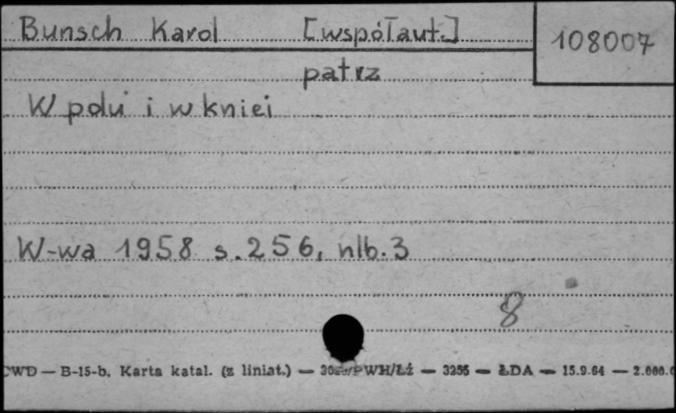 Bunsch Karol [współaut.]
108007
patrz
W polu i w kniei
W-wa 1958 s. 256, nlb. 3
8
CWD — B-15-b. Karta katal. (z liniat.) — PWH/Łź — 3255 — ŁDA — 15.9.64 — 2.000.0